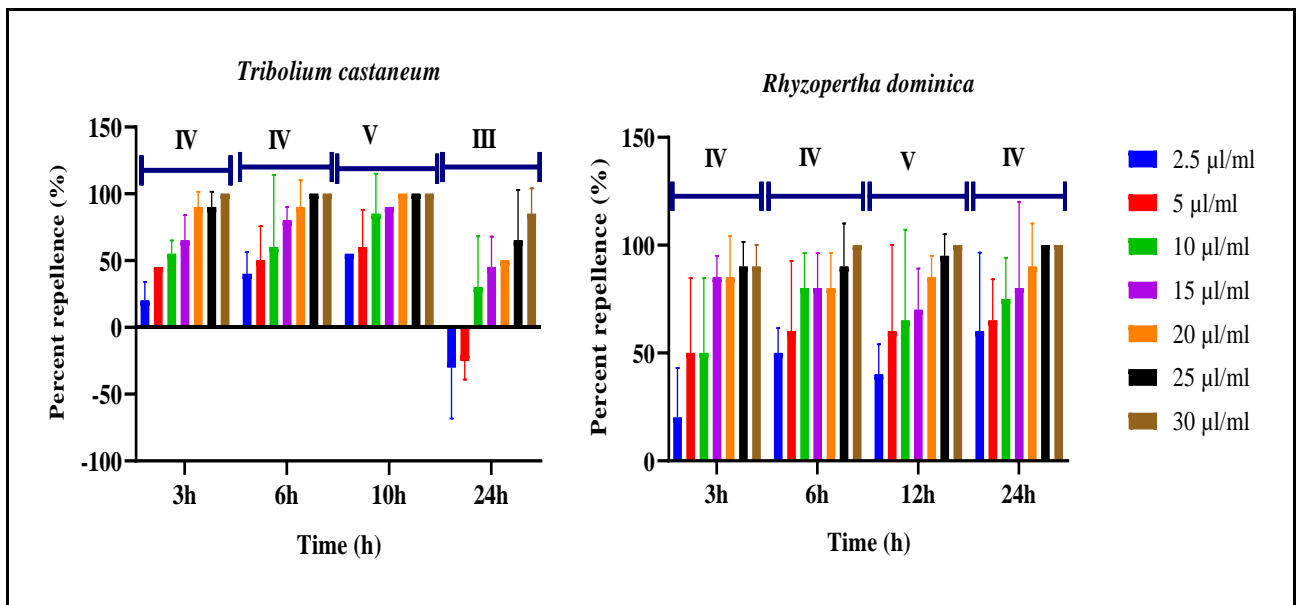 Tribolium castaneum
Percent repellence (%)
150
100
50
0
-50
-100
IV
IV
V
III
3h
6h
10h
24h
Time (h)
Rhyzopertha dominica
Percent repellence (%)
150
100
50
0
IV
IV
V
IV
3h
6h
12h
24h
Time (h)
2.5 µl/ml
5 µl/ml
10 µl/ml
15 µl/ml
20 µl/ml
25 µl/ml
30 µl/ml